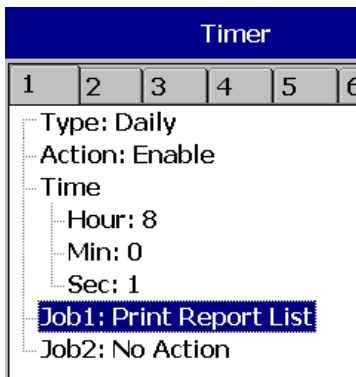 Timer
1 2 3 4 5 6
Type: Daily
Action: Enable
Time
Hour: 8
Min: 0
Sec: 1
Job1: Print Report List
Job2: No Action